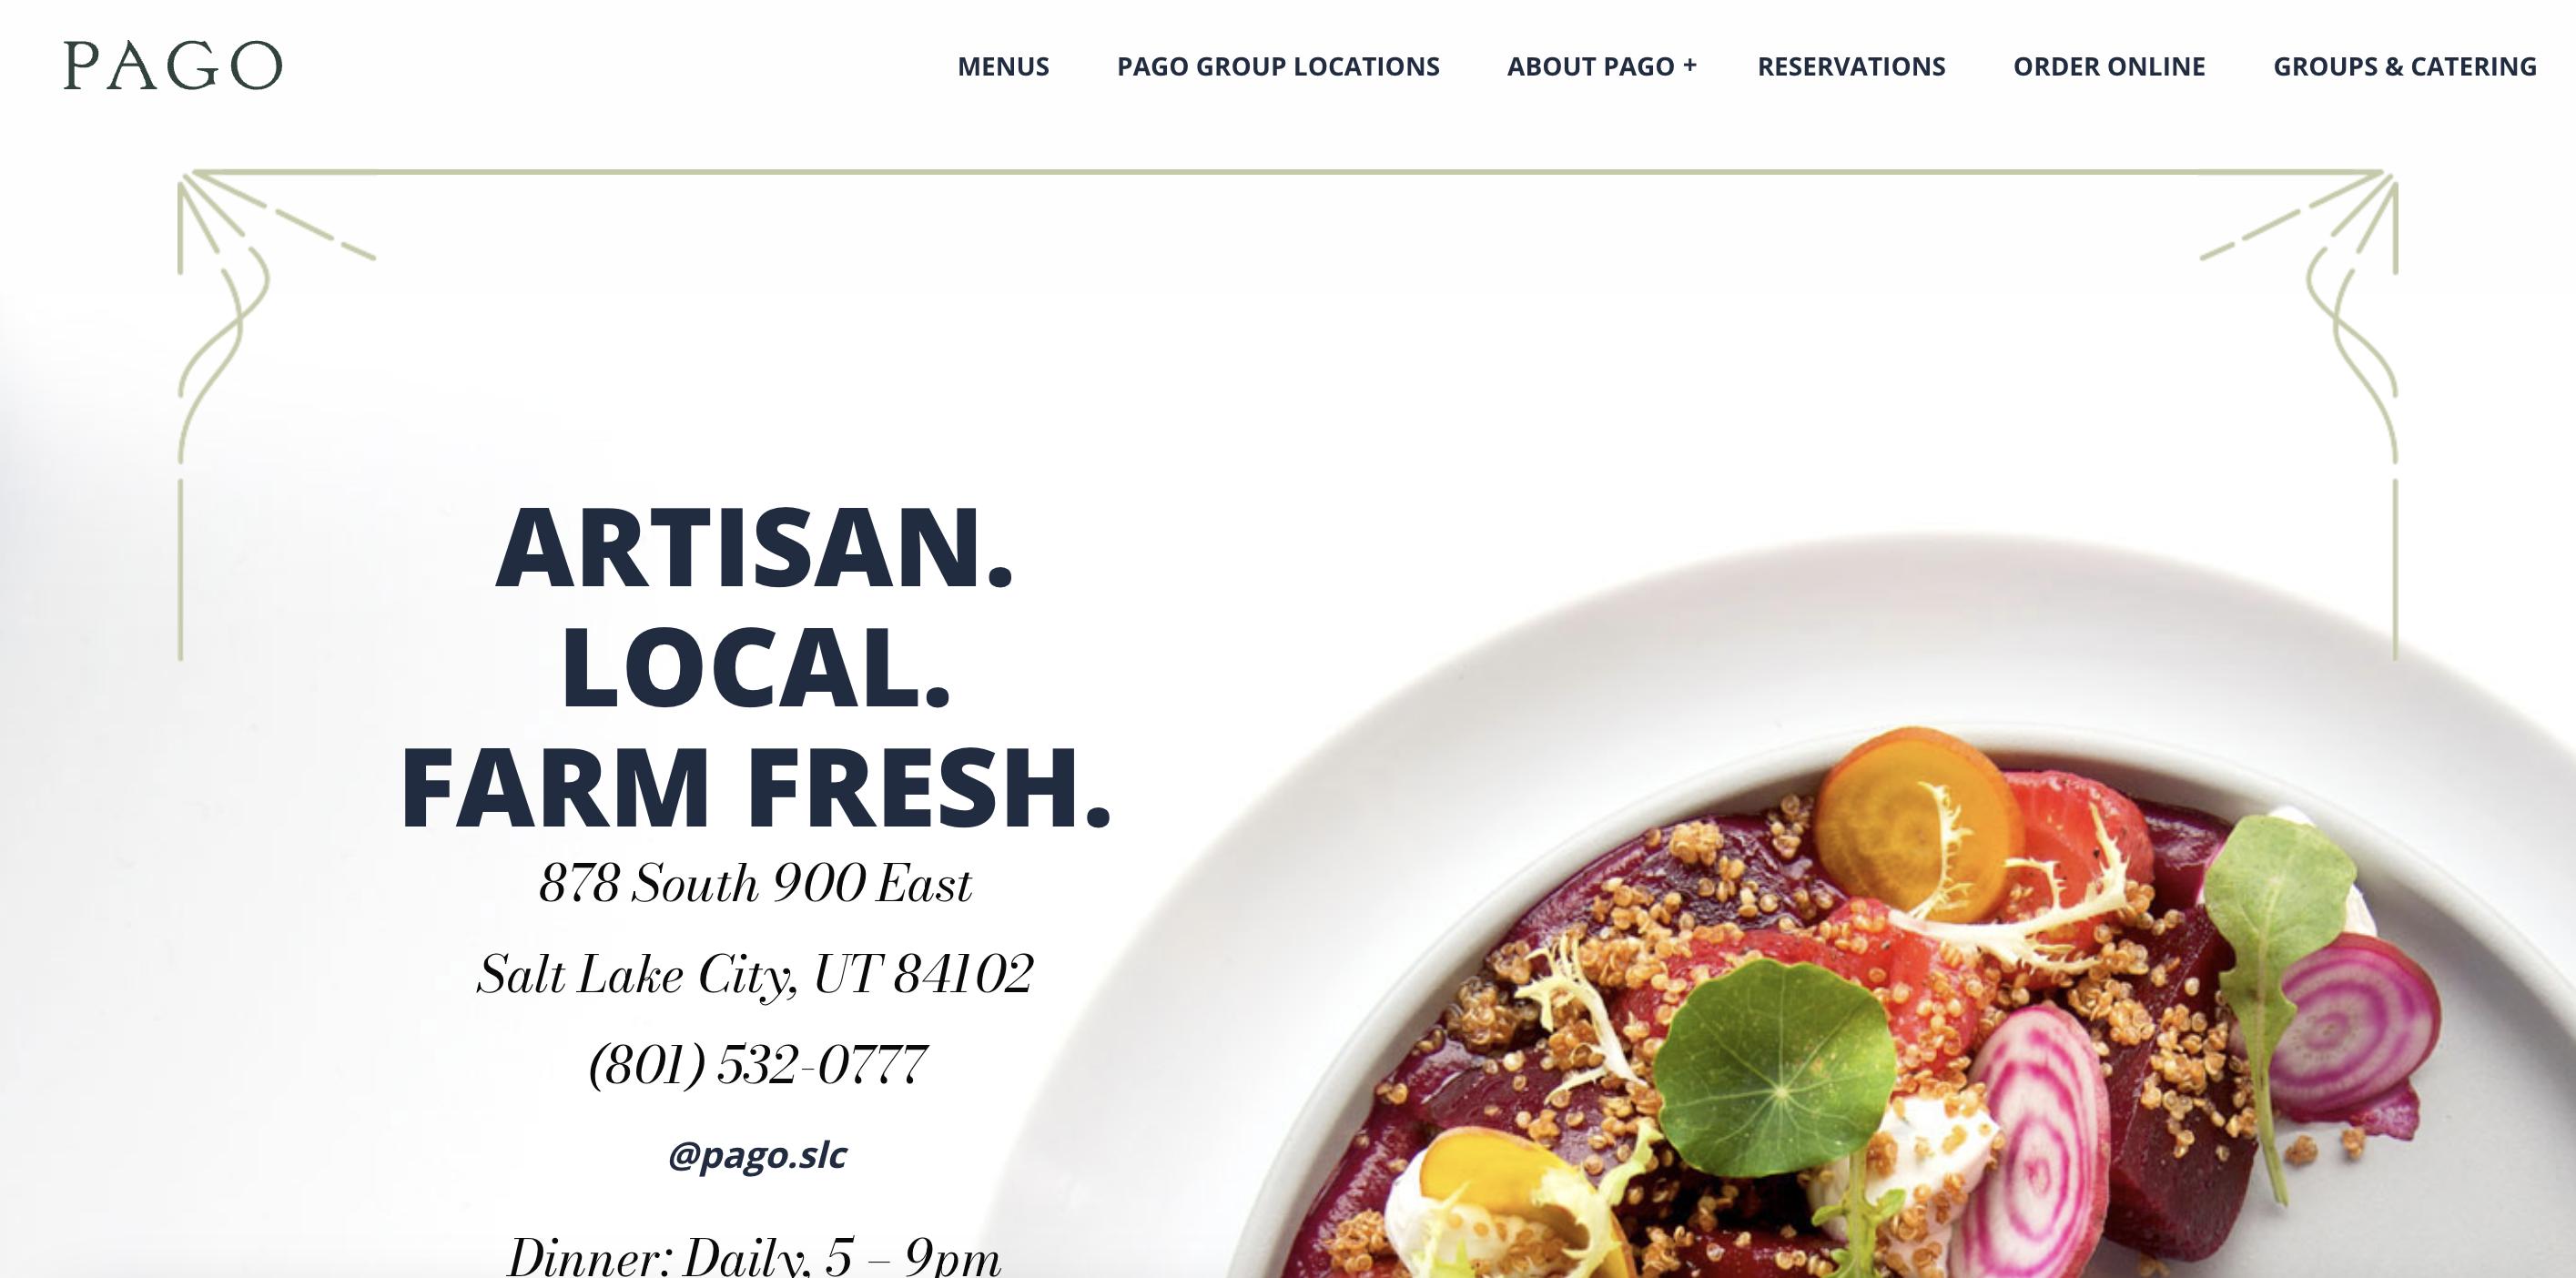 PAGO
MENUS PAGO GROUP LOCATIONS ABOUT PAGO + RESERVATIONS ORDER ONLINE GROUPS & CATERING
ARTISAN.
LOCAL.
FARM FRESH.
878 South 900 East
Salt Lake City, UT 84102
(801) 532-0777
@pago.slc
Dinner: Daily, 5 – 9pm